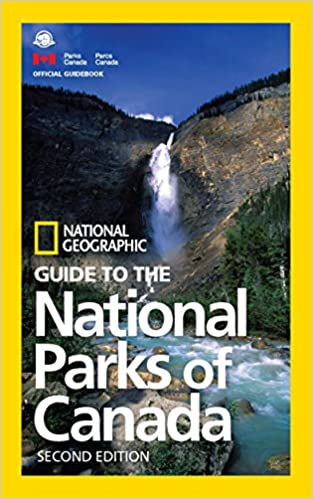 Parks Canada
Parcs Canada
OFFICIAL GUIDEBOOK
NATIONAL GEOGRAPHIC
GUIDE TO THE
National
Parks of
Canada
SECOND EDITION